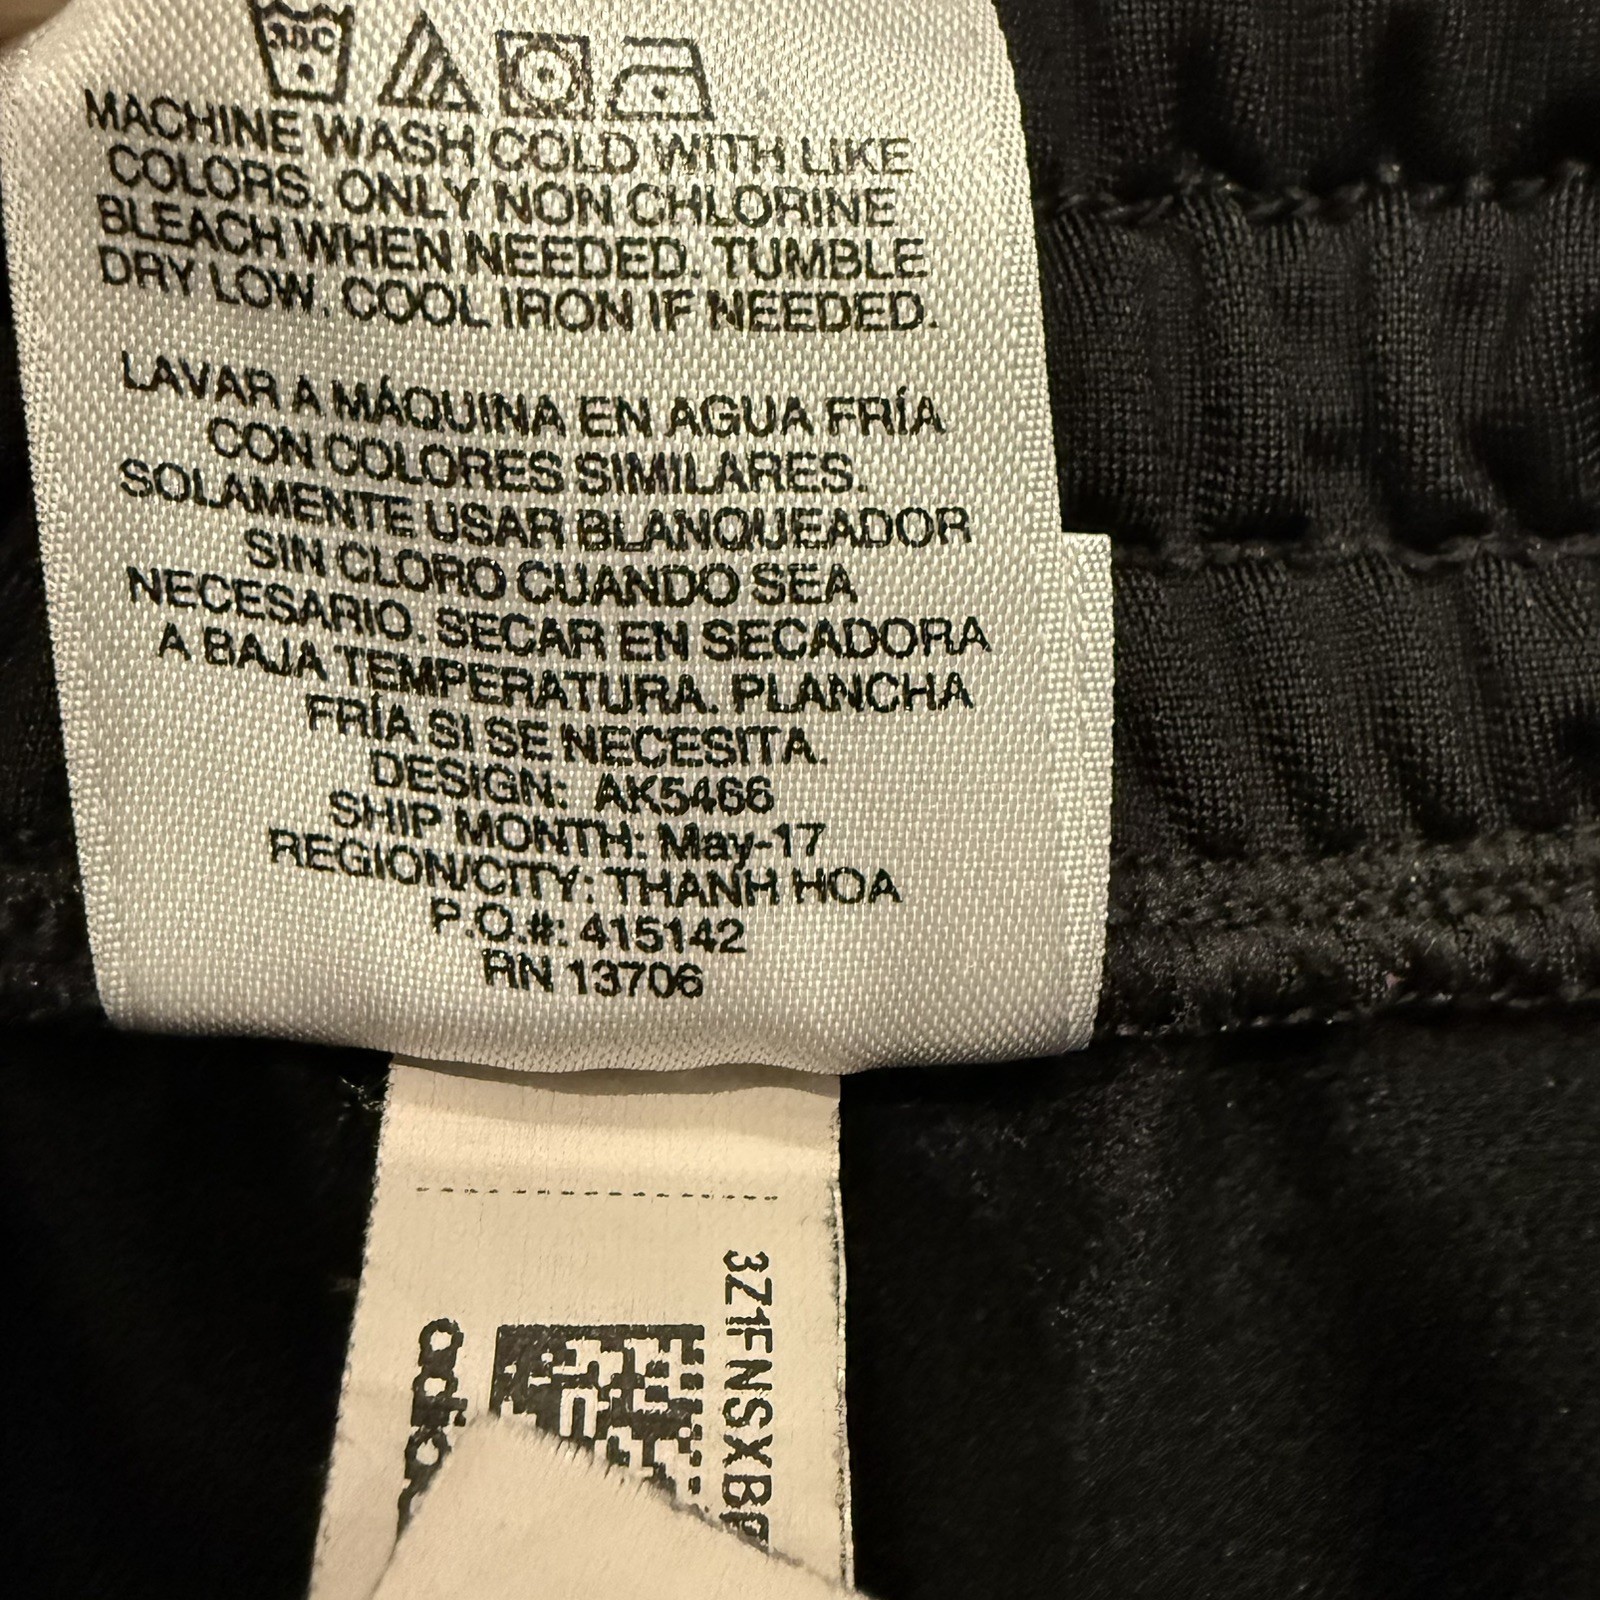 30C
MACHINE WASH COLD WITH LIKE
COLORS. ONLY NON CHLORINE
BLEACH WHEN NEEDED. TUMBLE
DRY LOW. COOL IRON IF NEEDED.
LAVAR A MÁQUINA EN AGUA FRÍA
CON COLORES SIMILARES.
SOLAMENTE USAR BLANQUEADOR
SIN CLORO CUANDO SEA
NECESARIO. SECAR EN SECADORA
A BAJA TEMPERATURA. PLANCHA
FRÍA SI SE NECESITA.
DESIGN: AK5466
SHIP MONTH: May-17
REGION/CITY: THANH HOA
P.O.#: 415142
RN 13706